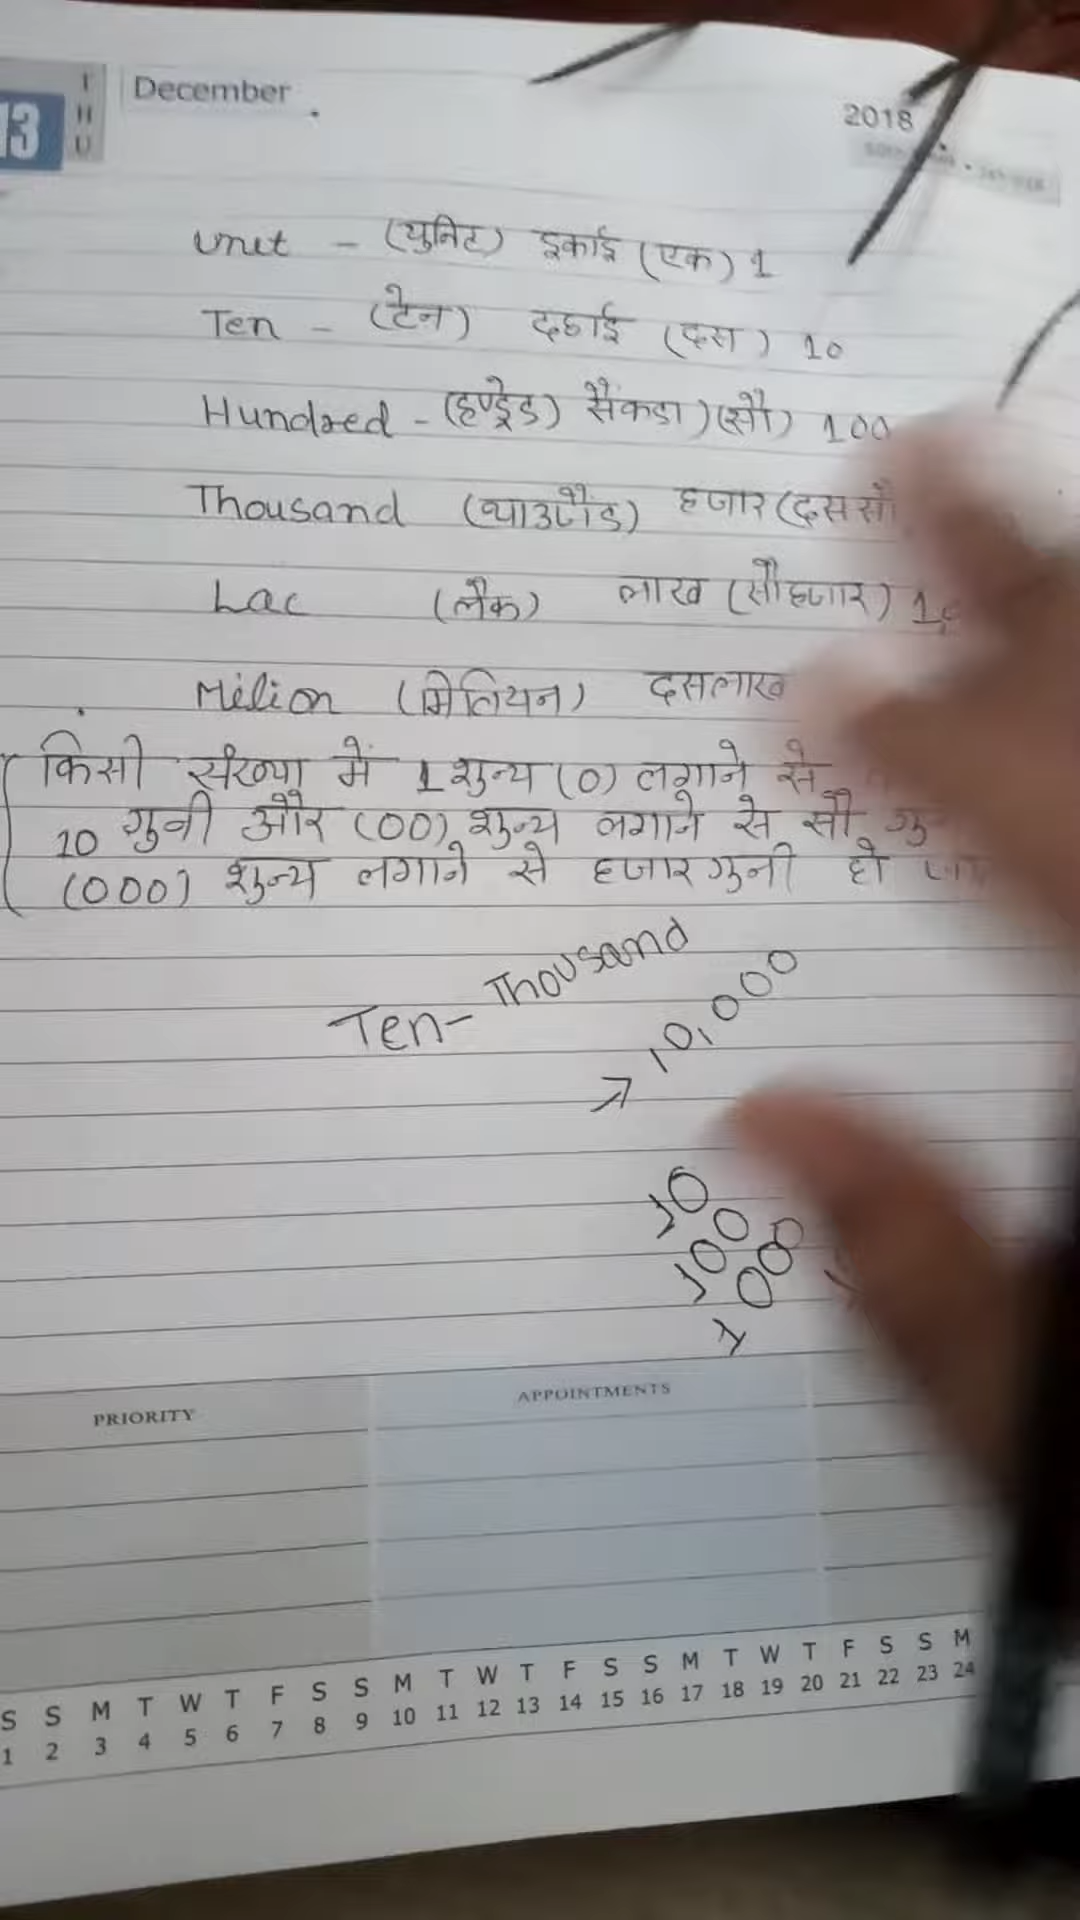 13
THU
December
2018
Unit - (युनिट) इकाई (एक) 1
Ten - (टैन) दहाई (दस) 10
Hundred - (हण्ड्रेड) सैंकडा) (सौ) 100
Thousand (थाउजैंड) हजार (दस सौ
Lac (लैक) लाख (सौ हजार)
Milion (मिलियन) दसलाख
किसी संख्या में 1 शुन्य (0) लगाने से
10 गुनी और (00) शुन्य लगाने से सौ
(000) शुन्य लगाने से हजार गुनी हो
Ten- Thousand
10,000
PRIORITY
APPOINTMENTS
S S M T W T F S S M T W T F S S M T W T F S S M
1 2 3 4 5 6 7 8 9 10 11 12 13 14 15 16 17 18 19 20 21 22 23 24